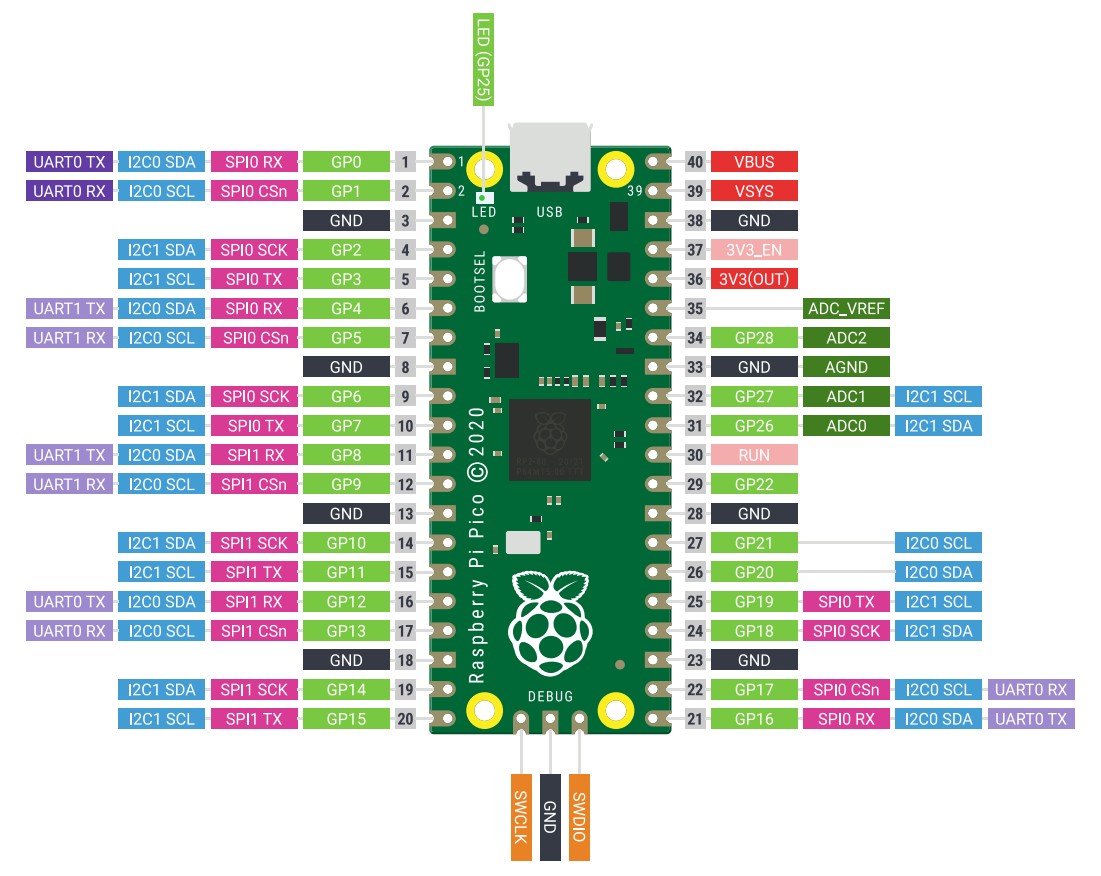 LED (GP25)
UART0 TX I2C0 SDA SPI0 RX GP0 1 1 40 VBUS
UART0 RX I2C0 SCL SPI0 CSn GP1 2 2 39 39 VSYS
LED USB
GND 3 38 GND
I2C1 SDA SPI0 SCK GP2 4 37 3V3_EN
I2C1 SCL SPI0 TX GP3 5 36 3V3(OUT)
BOOTSEL
UART1 TX I2C0 SDA SPI0 RX GP4 6 35 ADC_VREF
UART1 RX I2C0 SCL SPI0 CSn GP5 7 34 GP28 ADC2
GND 8 33 GND AGND
I2C1 SDA SPI0 SCK GP6 9 32 GP27 ADC1 I2C1 SCL
I2C1 SCL SPI0 TX GP7 10 31 GP26 ADC0 I2C1 SDA
UART1 TX I2C0 SDA SPI1 RX GP8 11 30 RUN
UART1 RX I2C0 SCL SPI1 CSn GP9 12 29 GP22
GND 13 28 GND
I2C1 SDA SPI1 SCK GP10 14 27 GP21 I2C0 SCL
I2C1 SCL SPI1 TX GP11 15 26 GP20 I2C0 SDA
Raspberry Pi Pico © 2020
UART0 TX I2C0 SDA SPI1 RX GP12 16 25 GP19 SPI0 TX I2C1 SCL
UART0 RX I2C0 SCL SPI1 CSn GP13 17 24 GP18 SPI0 SCK I2C1 SDA
GND 18 23 GND
I2C1 SDA SPI1 SCK GP14 19 22 GP17 SPI0 CSn I2C0 SCL UART0 RX
DEBUG
I2C1 SCL SPI1 TX GP15 20 21 GP16 SPI0 RX I2C0 SDA UART0 TX
SWCLK
GND
SWDIO